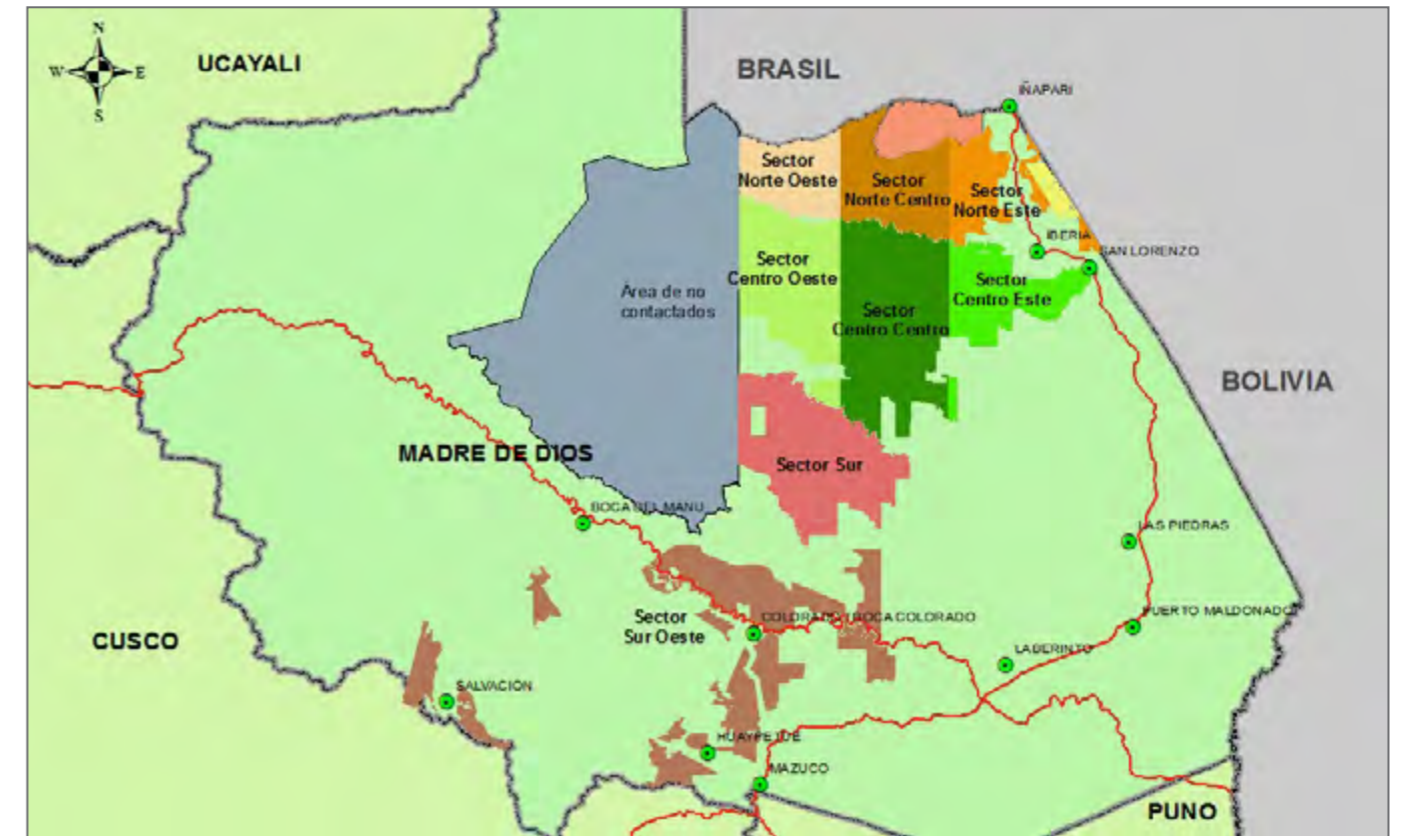 N
W
E
S
UCAYALI
BRASIL
IÑAPARI
Sector
Norte Oeste
Sector
Norte Centro
Sector
Norte Este
IBERIA
SAN LORENZO
Sector
Centro Oeste
Sector
Centro Este
Área de no
contactados
Sector
Centro Centro
BOLIVIA
MADRE DE DIOS
Sector Sur
BOCA DEL MANU
LAS PIEDRAS
Sector
Sur Oeste
COLORADO
BOCA COLORADO
PUERTO MALDONADO
CUSCO
LABERINTO
SALVACIÓN
HUAYPETUE
MAZUCO
PUNO